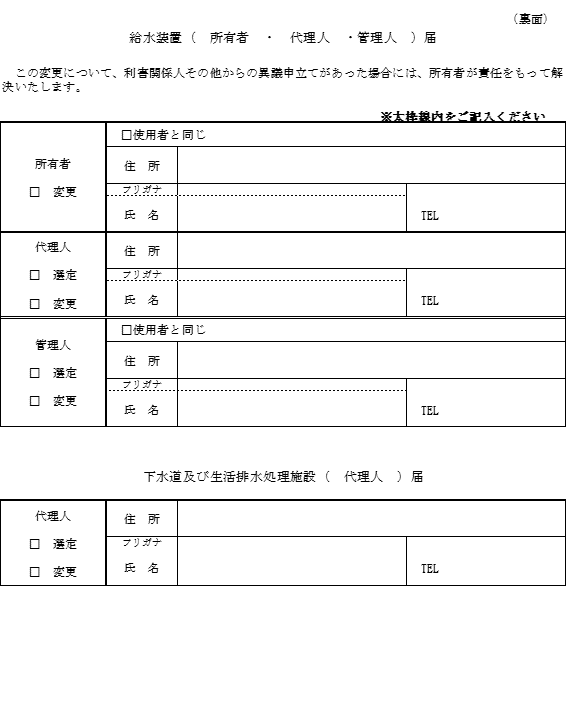 （裏面）
給水装置（　所有者　・　代理人　・管理人　）届
　この変更について、利害関係人その他からの異議申立てがあった場合には、所有者が責任をもって解
決いたします。
※太枠線内をご記入ください
□使用者と同じ
所有者
住　所
□　変更
フリガナ
氏　名
TEL
代理人
住　所
□　選定
フリガナ
□　変更
氏　名
TEL
□使用者と同じ
管理人
住　所
□　選定
フリガナ
□　変更
氏　名
TEL
下水道及び生活排水処理施設（　代理人　）届
代理人
住　所
□　選定
フリガナ
□　変更
氏　名
TEL